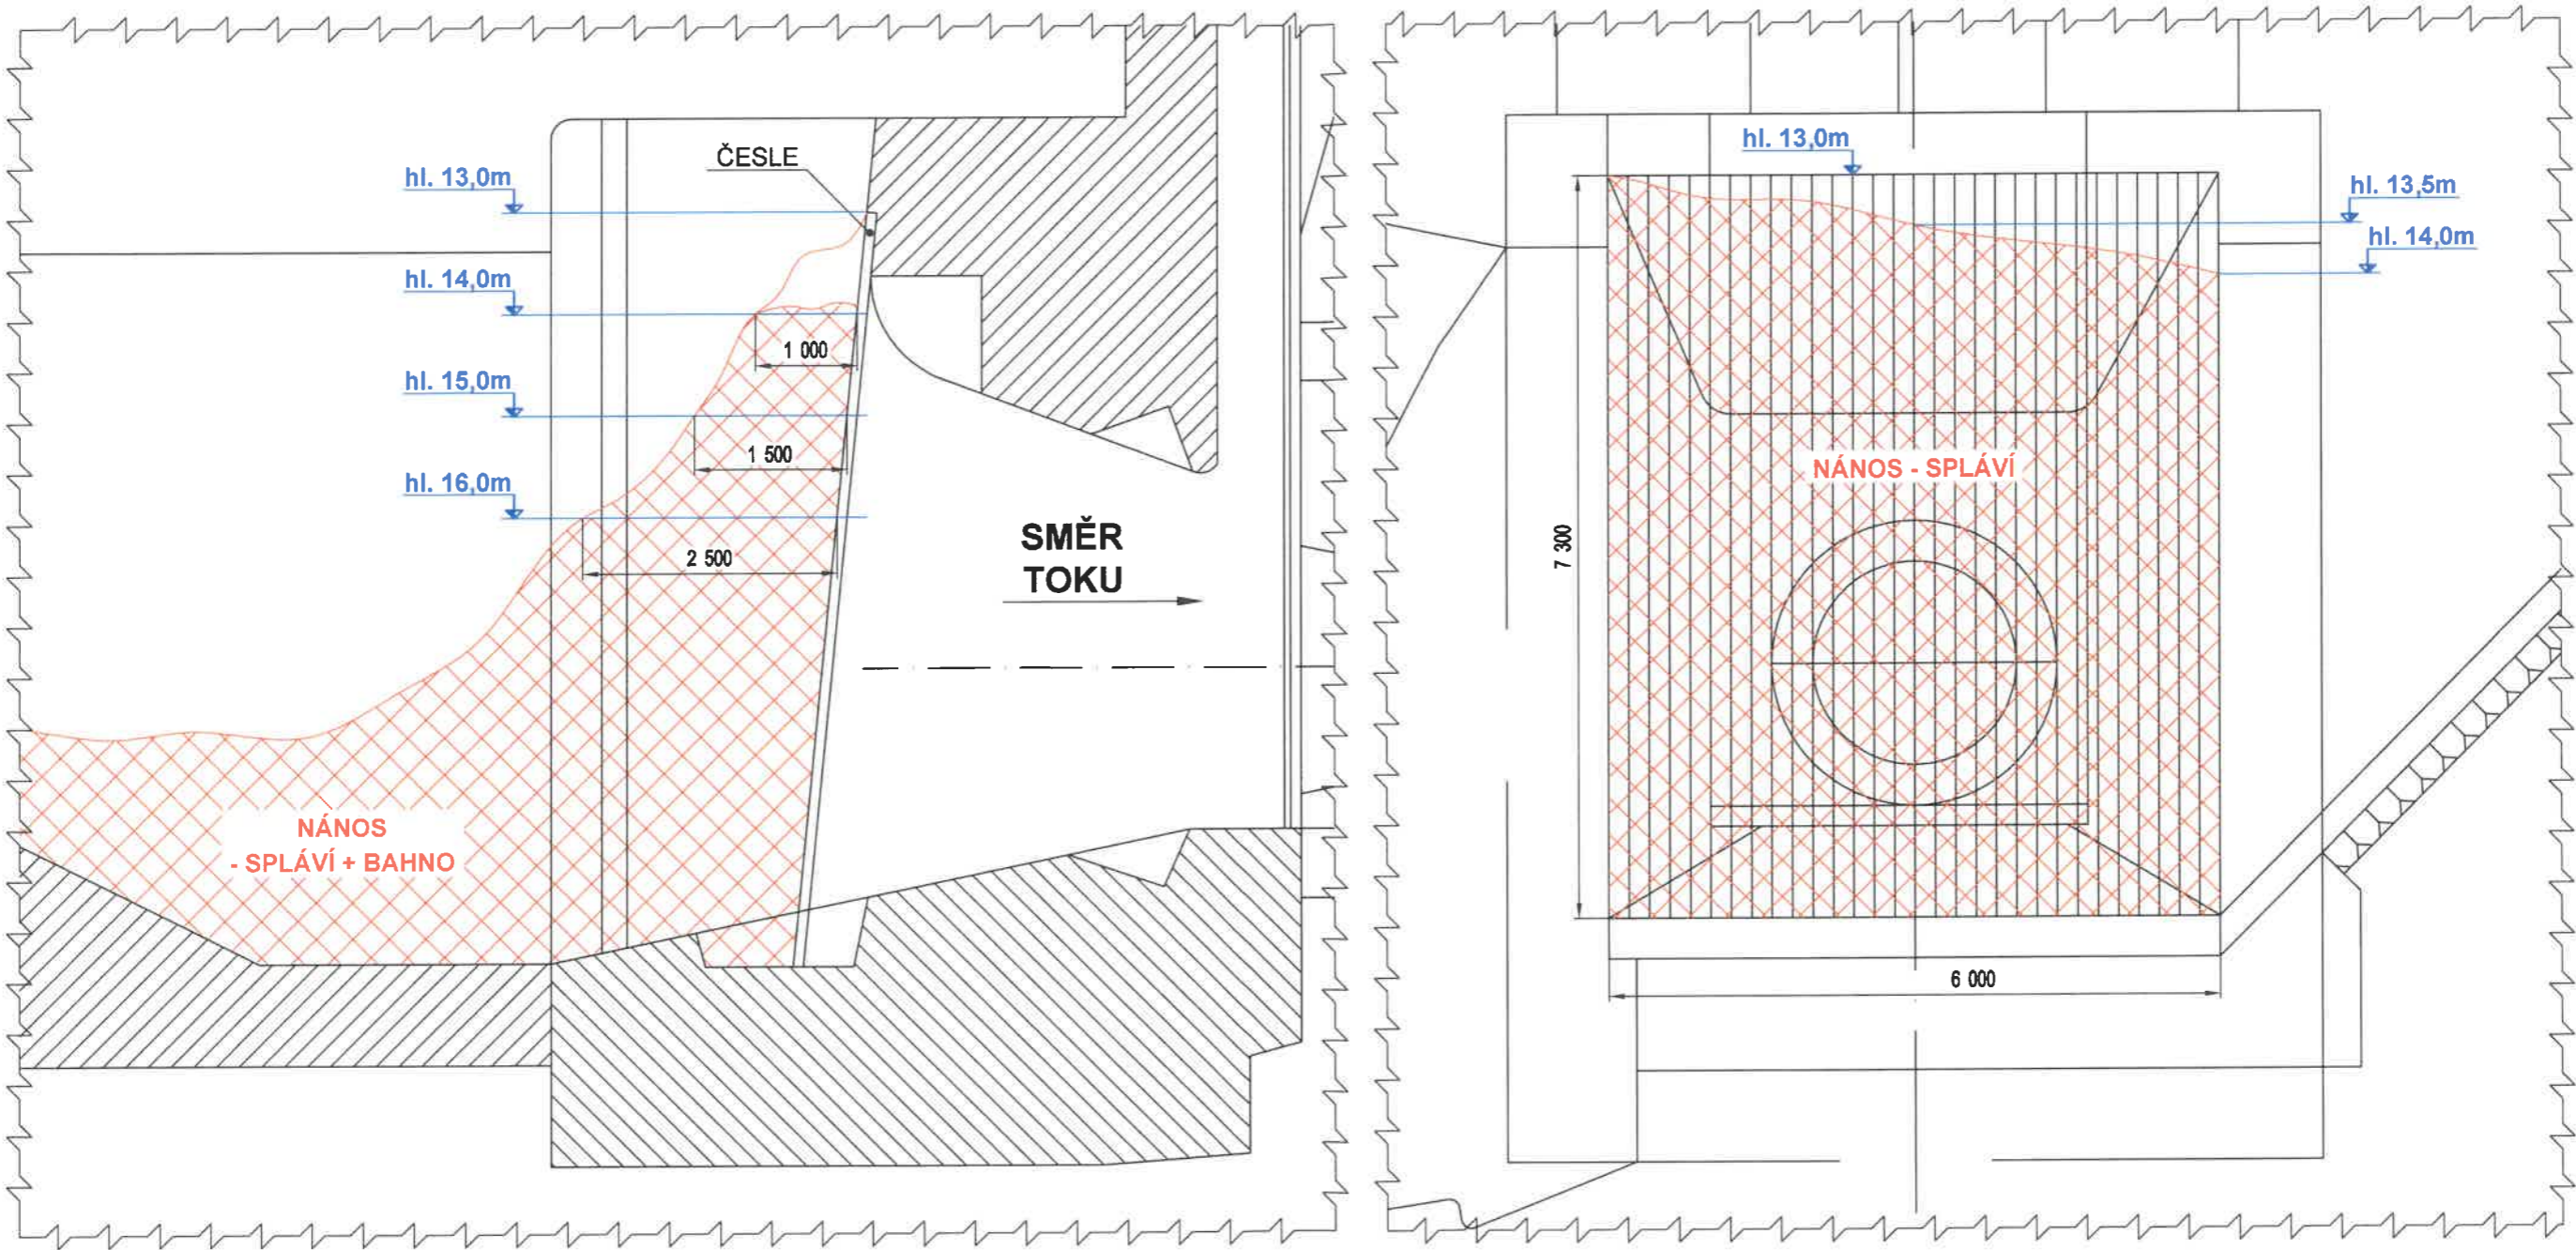 ČESLE
hl. 13,0m
hl. 14,0m
1 000
hl. 15,0m
1 500
hl. 16,0m
2 500
SMĚR
TOKU
NÁNOS
- SPLÁVÍ + BAHNO
hl. 13,0m
hl. 13,5m
hl. 14,0m
NÁNOS - SPLÁVÍ
7 300
6 000